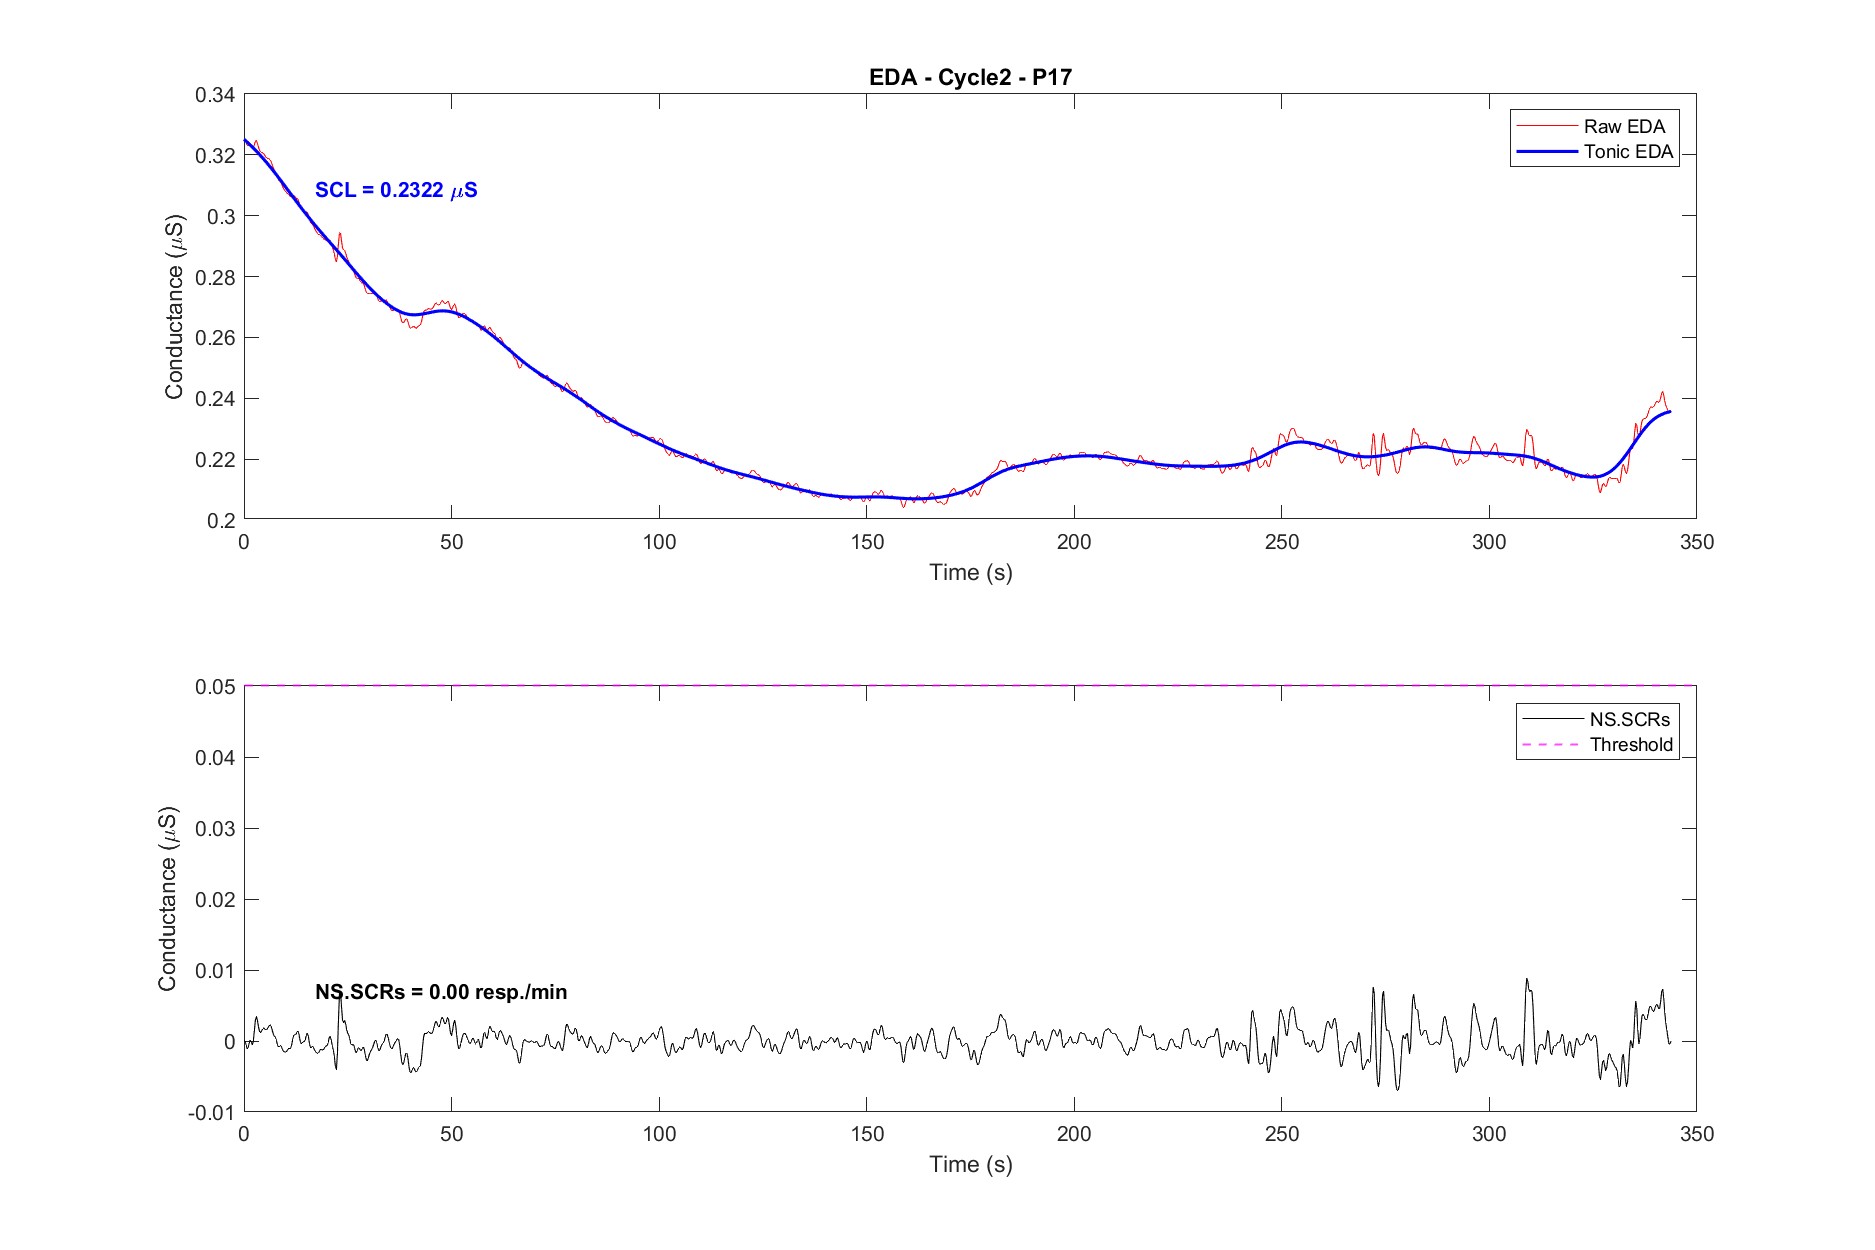 EDA - Cycle2 - P17
0.34
0.32
0.3
0.28
0.26
0.24
0.22
0.2
Conductance (μS)
SCL = 0.2322 μS
Raw EDA
Tonic EDA
0 50 100 150 200 250 300 350
Time (s)
0.05
0.04
0.03
0.02
0.01
0
-0.01
Conductance (μS)
NS.SCRs
Threshold
NS.SCRs = 0.00 resp./min
0 50 100 150 200 250 300 350
Time (s)